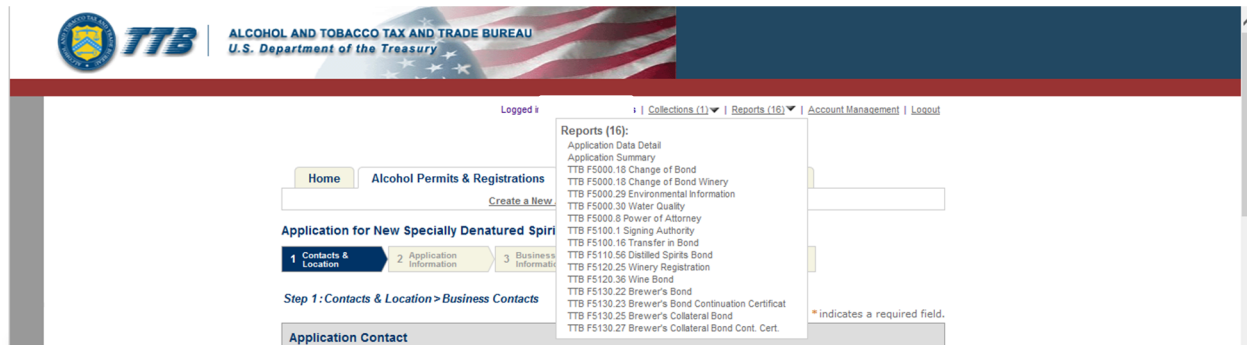 TTB
ALCOHOL AND TOBACCO TAX AND TRADE BUREAU
U.S. Department of the Treasury
Logged | Collections (1) | Reports (16) | Account Management | Logout
Reports (16):
Application Data Detail
Application Summary
TTB F5000.18 Change of Bond
TTB F5000.18 Change of Bond Winery
TTB F5000.29 Environmental Information
TTB F5000.30 Water Quality
TTB F5000.8 Power of Attorney
TTB F5100.1 Signing Authority
TTB F5100.16 Transfer in Bond
TTB F5110.56 Distilled Spirits Bond
TTB F5120.25 Winery Registration
TTB F5120.36 Wine Bond
TTB F5130.22 Brewer's Bond
TTB F5130.23 Brewer's Bond Continuation Certificat
TTB F5130.25 Brewer's Collateral Bond
TTB F5130.27 Brewer's Collateral Bond Cont. Cert.
Home Alcohol Permits & Registrations
Create a New
Application for New Specially Denatured Spiri
1 Contacts & Location 2 Application Information 3 Business Informatio
Step 1: Contacts & Location > Business Contacts
* indicates a required field.
Application Contact